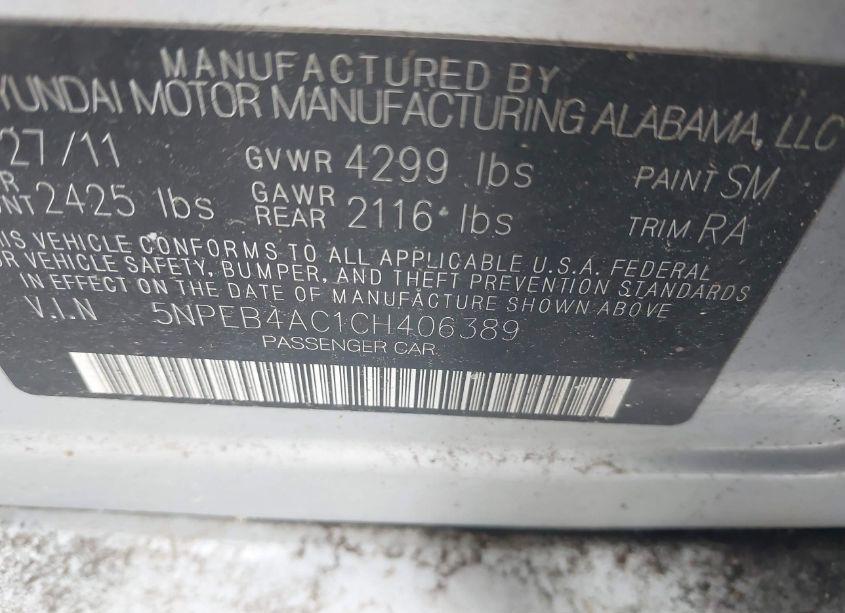 MANUFACTURED BY
YUNDAI MOTOR MANUFACTURING ALABAMA, LLC
27/11 GVWR 4299 lbs PAINT SM
NT 2425 lbs GAWR REAR 2116 lbs TRIM RA
IS VEHICLE CONFORMS TO ALL APPLICABLE U.S.A. FEDERAL
OR VEHICLE SAFETY, BUMPER, AND THEFT PREVENTION STANDARDS
IN EFFECT ON THE DATE OF MANUFACTURE SHOWN ABOVE
V.I.N 5NPEB4AC1CH406389
PASSENGER CAR